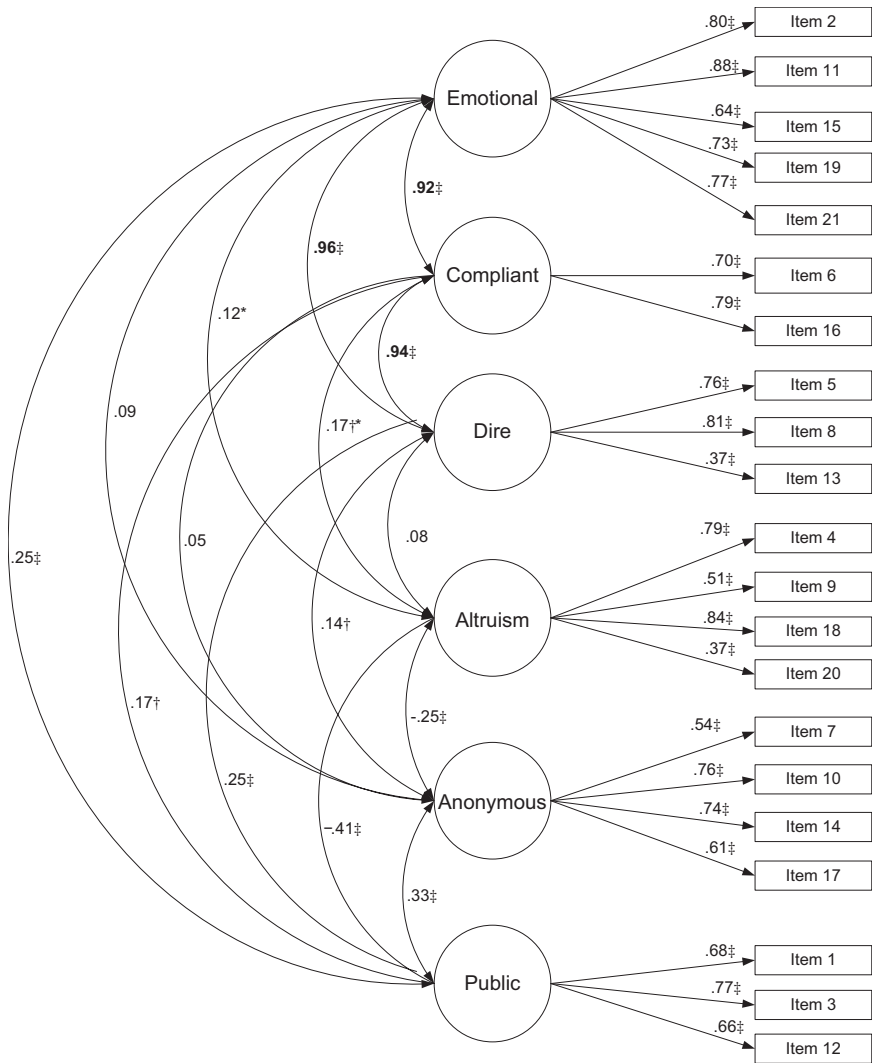 .80‡ Item 2
.88‡ Item 11
Emotional
.64‡ Item 15
.73‡ Item 19
.77‡ Item 21
.92‡
.96‡
Compliant
.70‡ Item 6
.79‡ Item 16
.12*
.94‡
.09
.17†*
Dire
.76‡ Item 5
.81‡ Item 8
.37‡ Item 13
.25‡
.05
.08
.14†
Altruism
.79‡ Item 4
.51‡ Item 9
.84‡ Item 18
.37‡ Item 20
.17†
-.25‡
.25‡
–.41‡
Anonymous
.54‡ Item 7
.76‡ Item 10
.74‡ Item 14
.61‡ Item 17
.33‡
Public
.68‡ Item 1
.77‡ Item 3
.66‡ Item 12